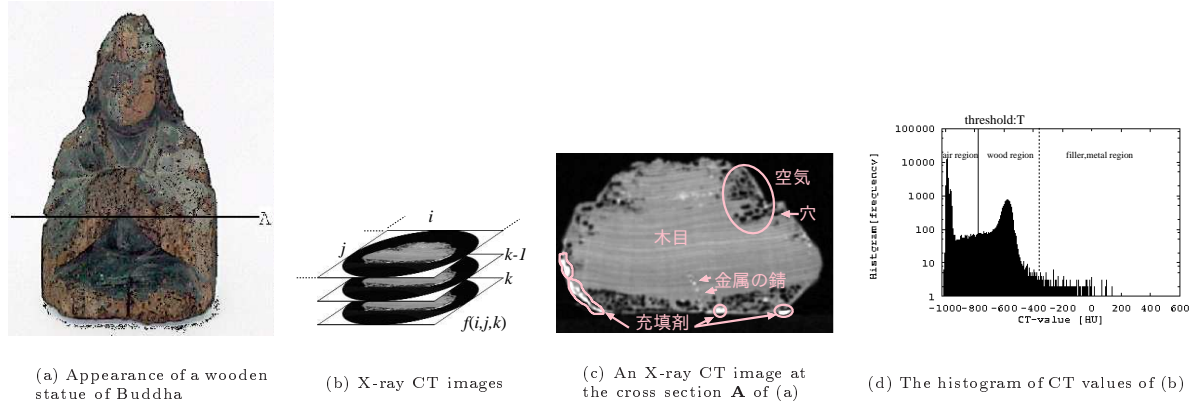 A
(a) Appearance of a wooden
statue of Buddha
i
j
k-1
k
f(i,j,k)
(b) X-ray CT images
空気
穴
木目
金属の錆
充填剤
(c) An X-ray CT image at
the cross section A of (a)
threshold:T
100000
10000
1000
100
10
1
air region
wood region
filler,metal region
Histgram[frequency]
-1000 -800 -600 -400 -200 0 200 400 600
CT-value [HU]
(d) The histogram of CT values of (b)